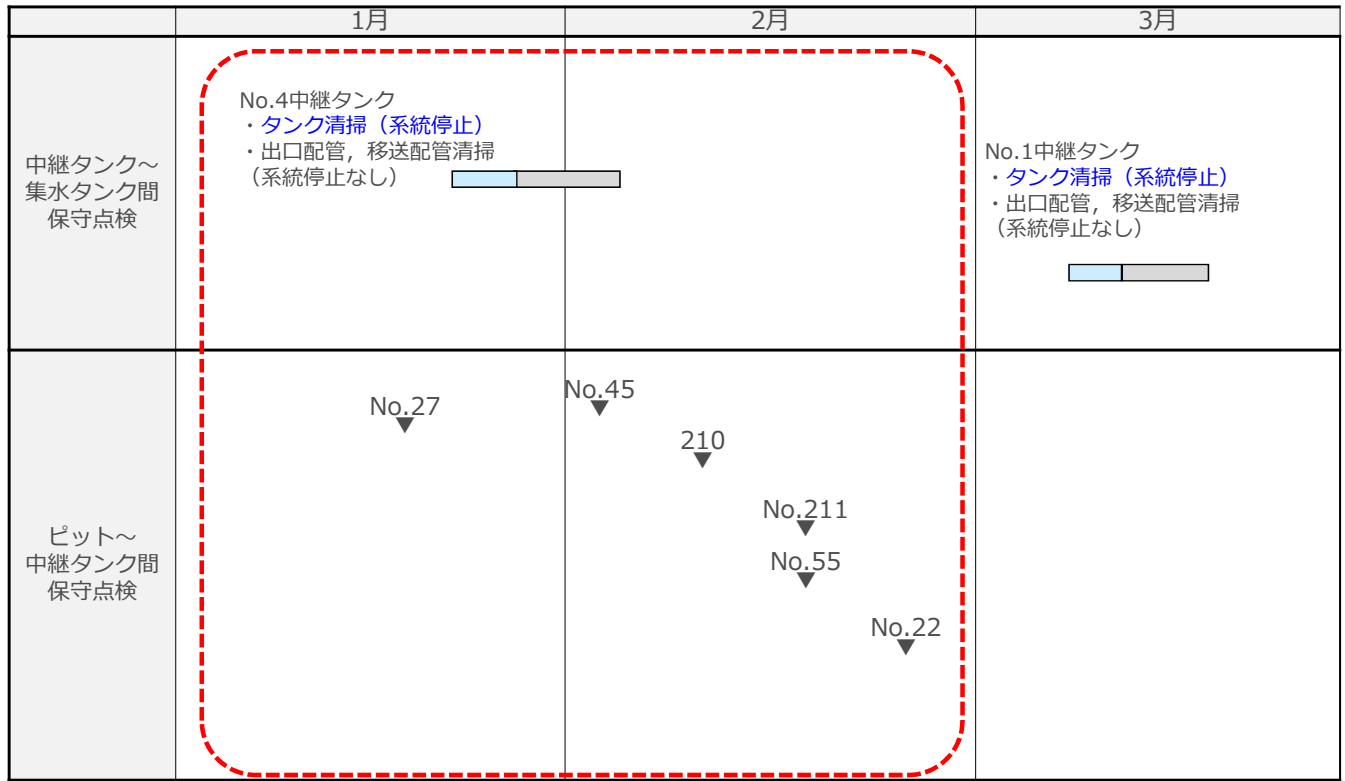 1月
2月
3月
中継タンク～
集水タンク間
保守点検
No.4中継タンク
・タンク清掃（系統停止）
・出口配管，移送配管清掃
（系統停止なし）
No.1中継タンク
・タンク清掃（系統停止）
・出口配管，移送配管清掃
（系統停止なし）
ピット～
中継タンク間
保守点検
No.27
No.45
210
No.211
No.55
No.22